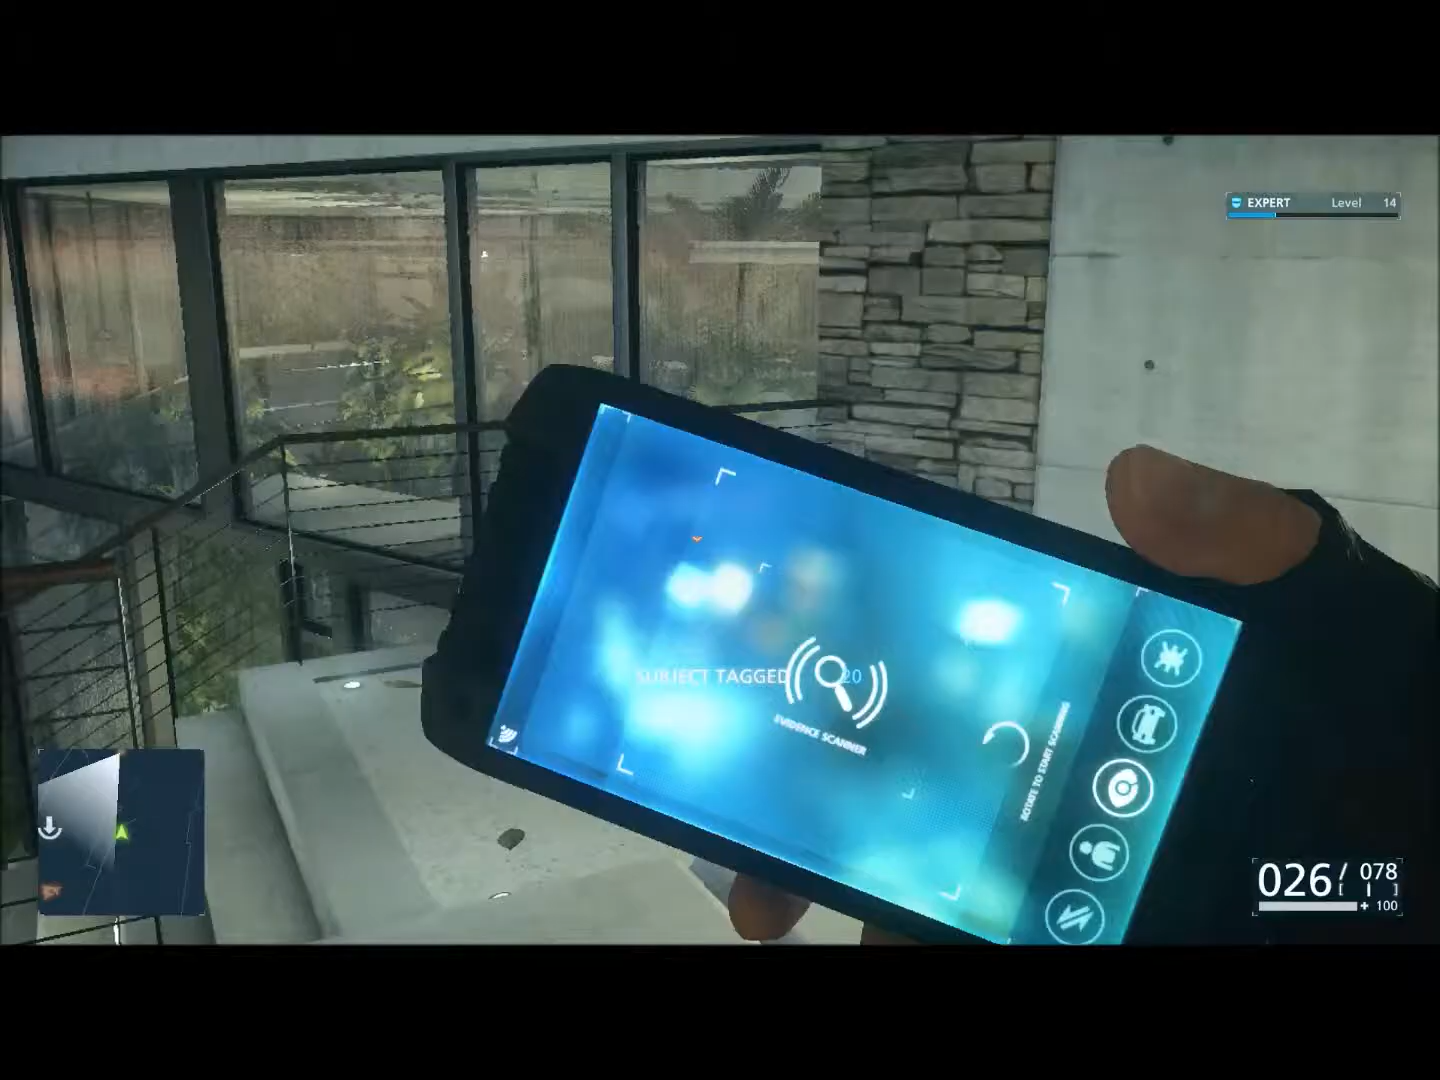 EXPERT Level 14
SUBJECT TAGGED 20
EVIDENCE SCANNER
ROTATE TO START SCANNING
026 / 078
+ 100